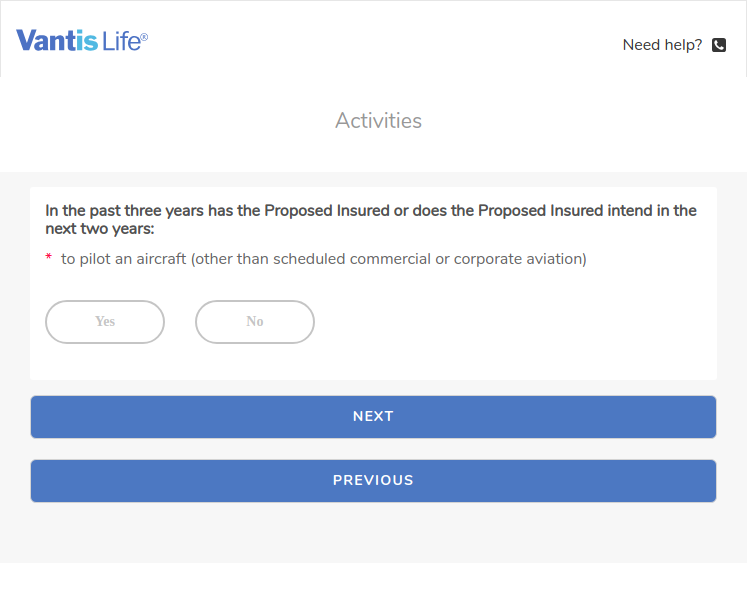 Vantis Life®
Need help?
Activities
In the past three years has the Proposed Insured or does the Proposed Insured intend in the
next two years:
* to pilot an aircraft (other than scheduled commercial or corporate aviation)
Yes No
NEXT
PREVIOUS